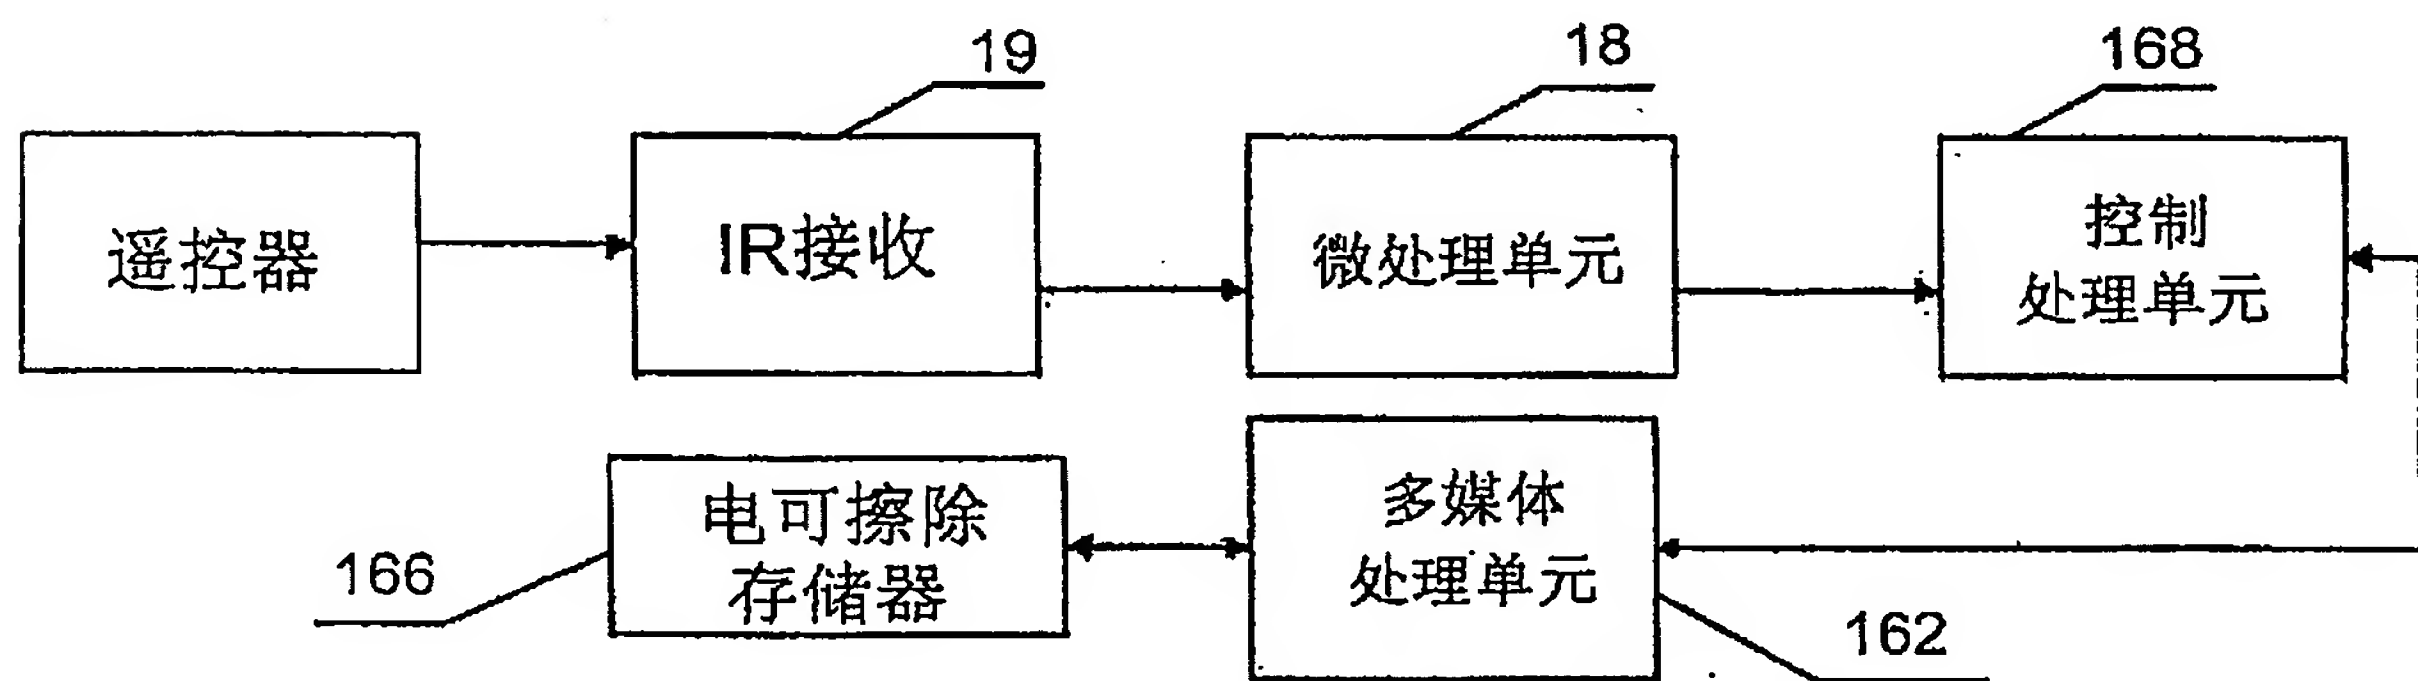 19
18
168
遥控器
IR接收
微处理单元
控制
处理单元
电可擦除
存储器
多媒体
处理单元
166
162